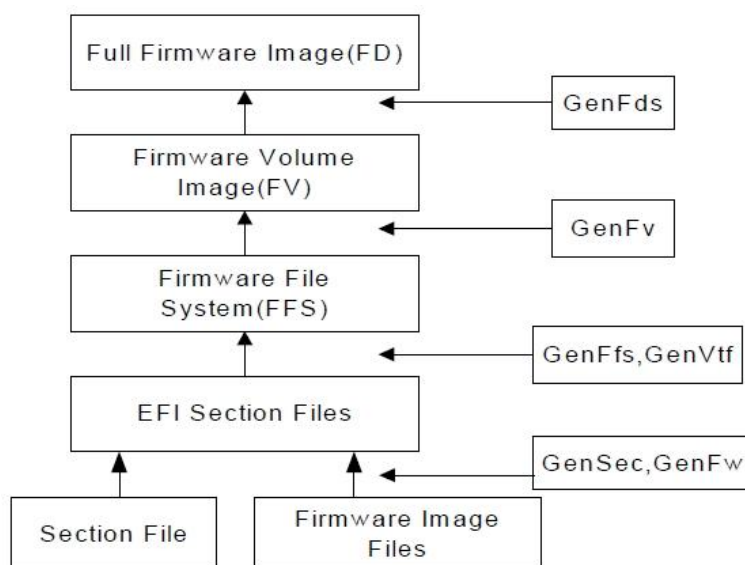 Full Firmware Image(FD)
GenFds
Firmware Volume
Image(FV)
GenFv
Firmware File
System(FFS)
GenFfs,GenVtf
EFI Section Files
GenSec,GenFw
Section File
Firmware Image
Files